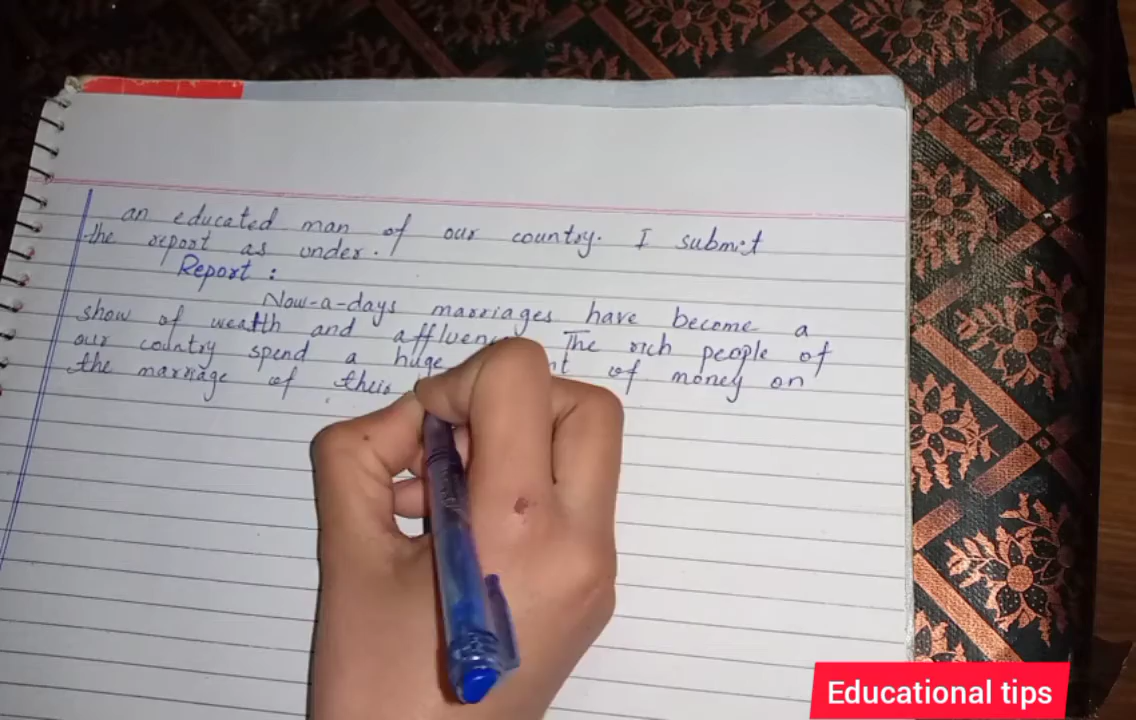 an educated man of our country. I submit
the report as under.
Report :
Now-a-days marriages have become a
show of wealth and The rich people of
our country spend a huge of money on
the marriage of their
Educational tips